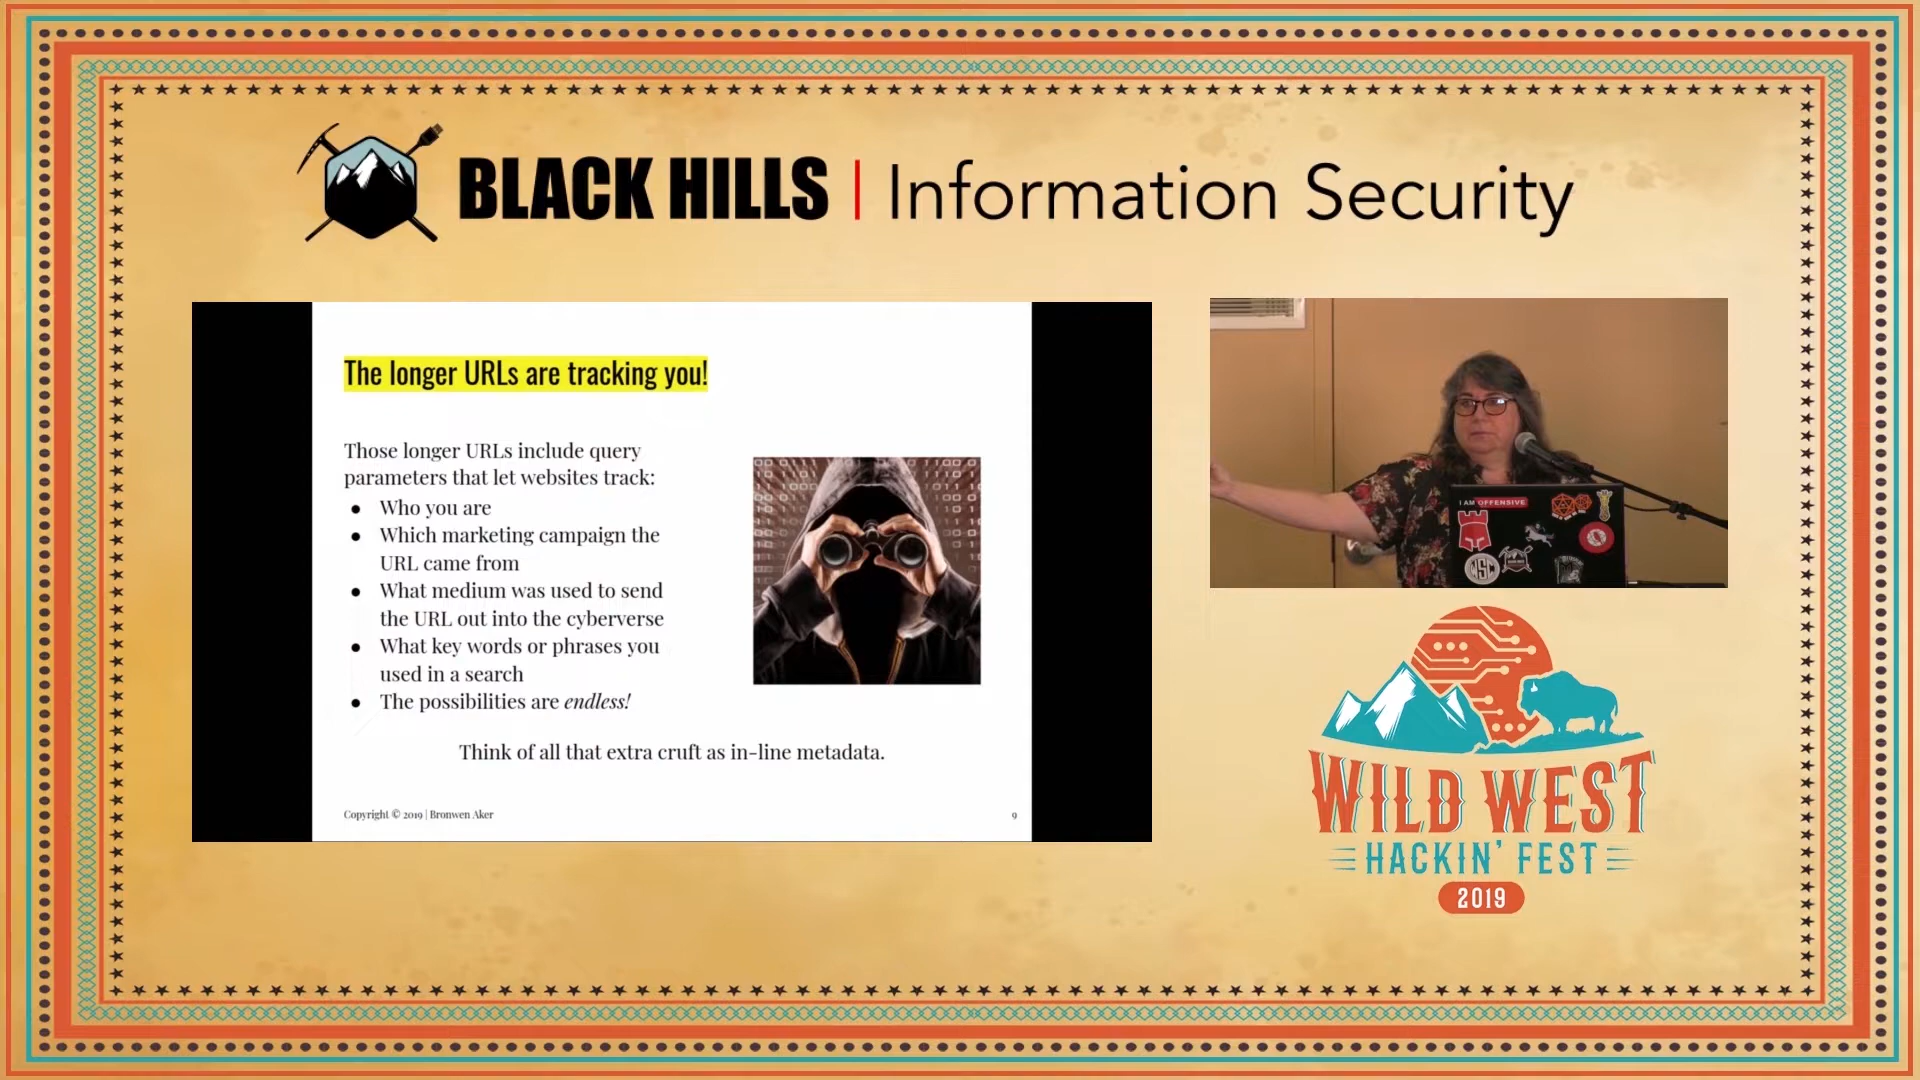 BLACK HILLS | Information Security
The longer URLs are tracking you!
Those longer URLs include query
parameters that let websites track:
● Who you are
● Which marketing campaign the
URL came from
● What medium was used to send
the URL out into the cyberverse
● What key words or phrases you
used in a search
● The possibilities are endless!
Think of all that extra cruft as in-line metadata.
Copyright © 2019 | Bronwen Aker
9
I AM OFFENSIVE
WSC
WILD WEST
HACKIN' FEST
2019